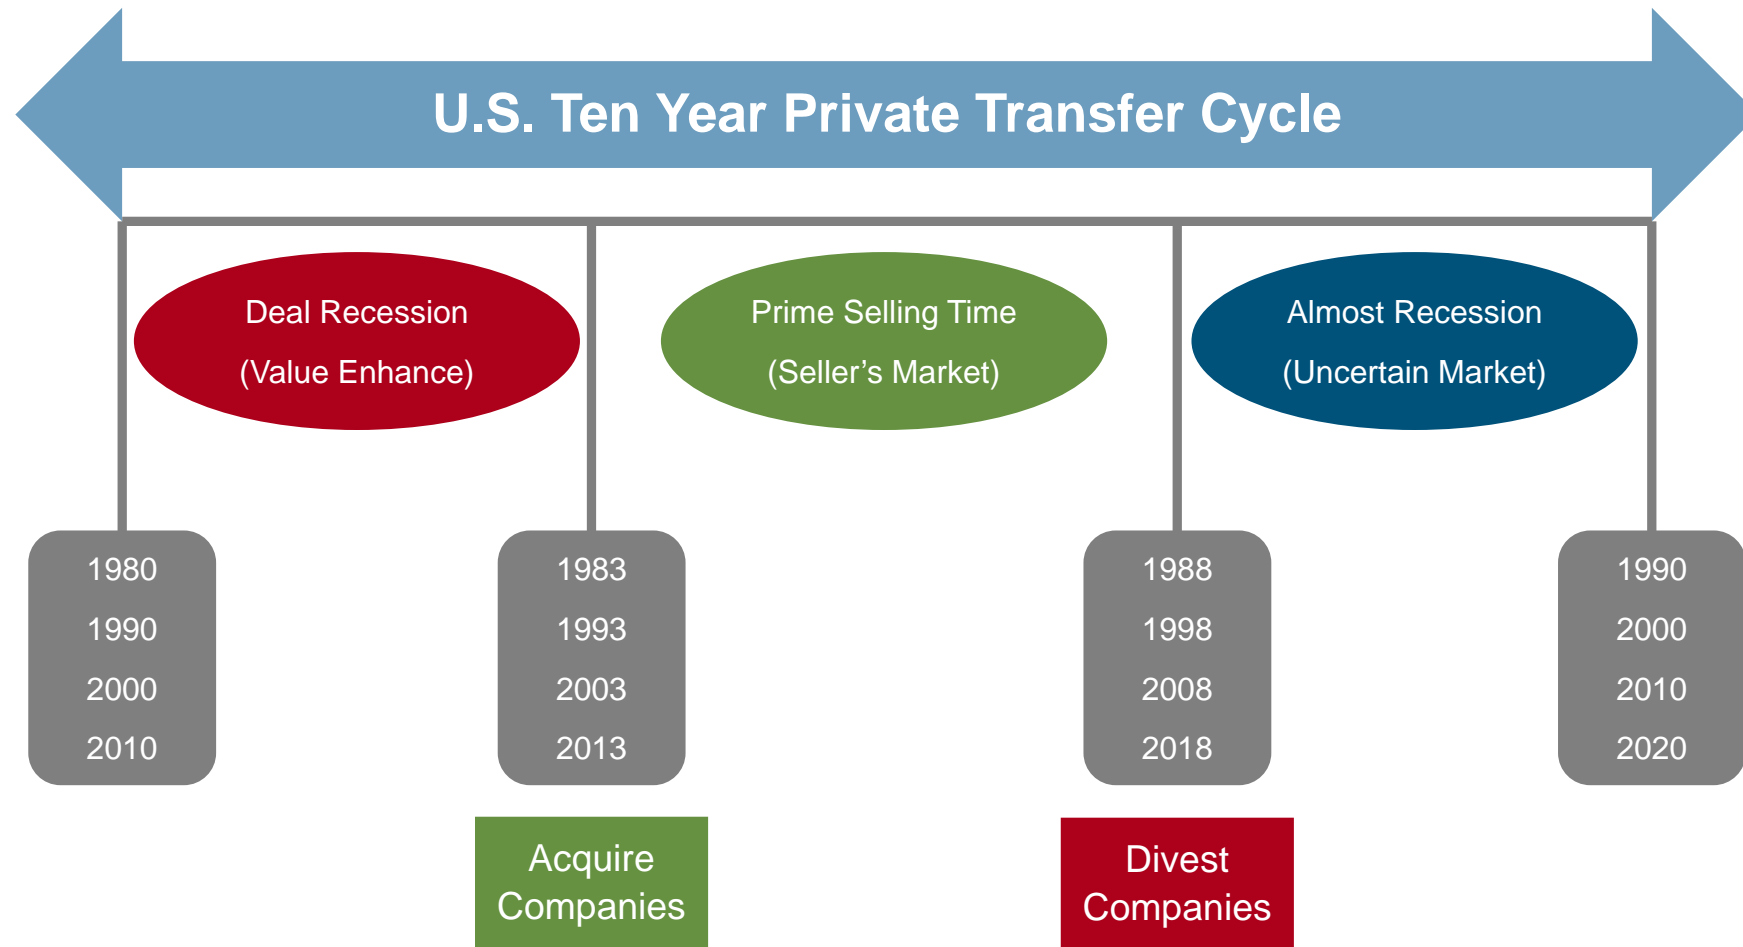 U.S. Ten Year Private Transfer Cycle
Deal Recession
(Value Enhance)
Prime Selling Time
(Seller’s Market)
Almost Recession
(Uncertain Market)
1980
1990
2000
2010
1983
1993
2003
2013
1988
1998
2008
2018
1990
2000
2010
2020
Acquire
Companies
Divest
Companies